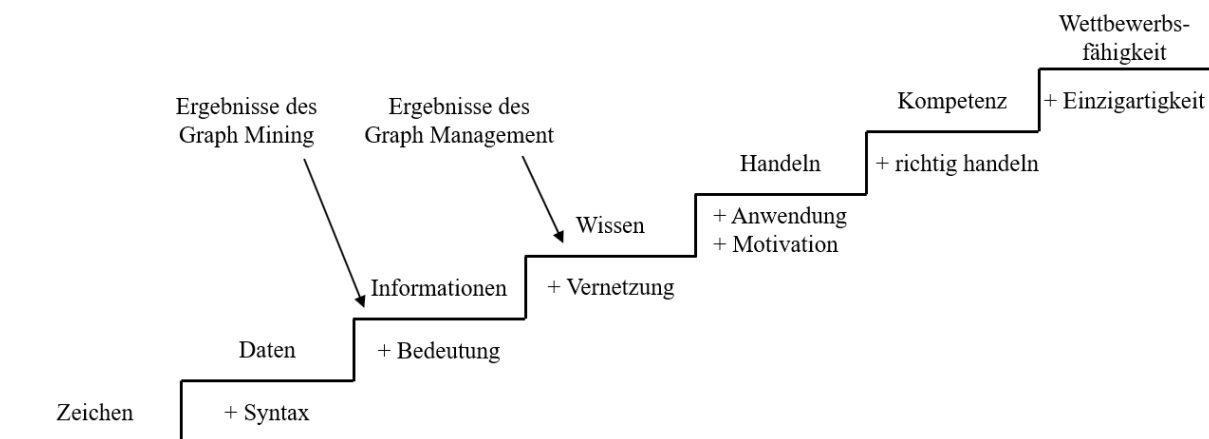 Wettbewerbs-
fähigkeit
Ergebnisse des
Graph Mining
Ergebnisse des
Graph Management
Kompetenz
+ Einzigartigkeit
Handeln
+ richtig handeln
Wissen
+ Anwendung
+ Motivation
Informationen
+ Vernetzung
Daten
+ Bedeutung
Zeichen
+ Syntax